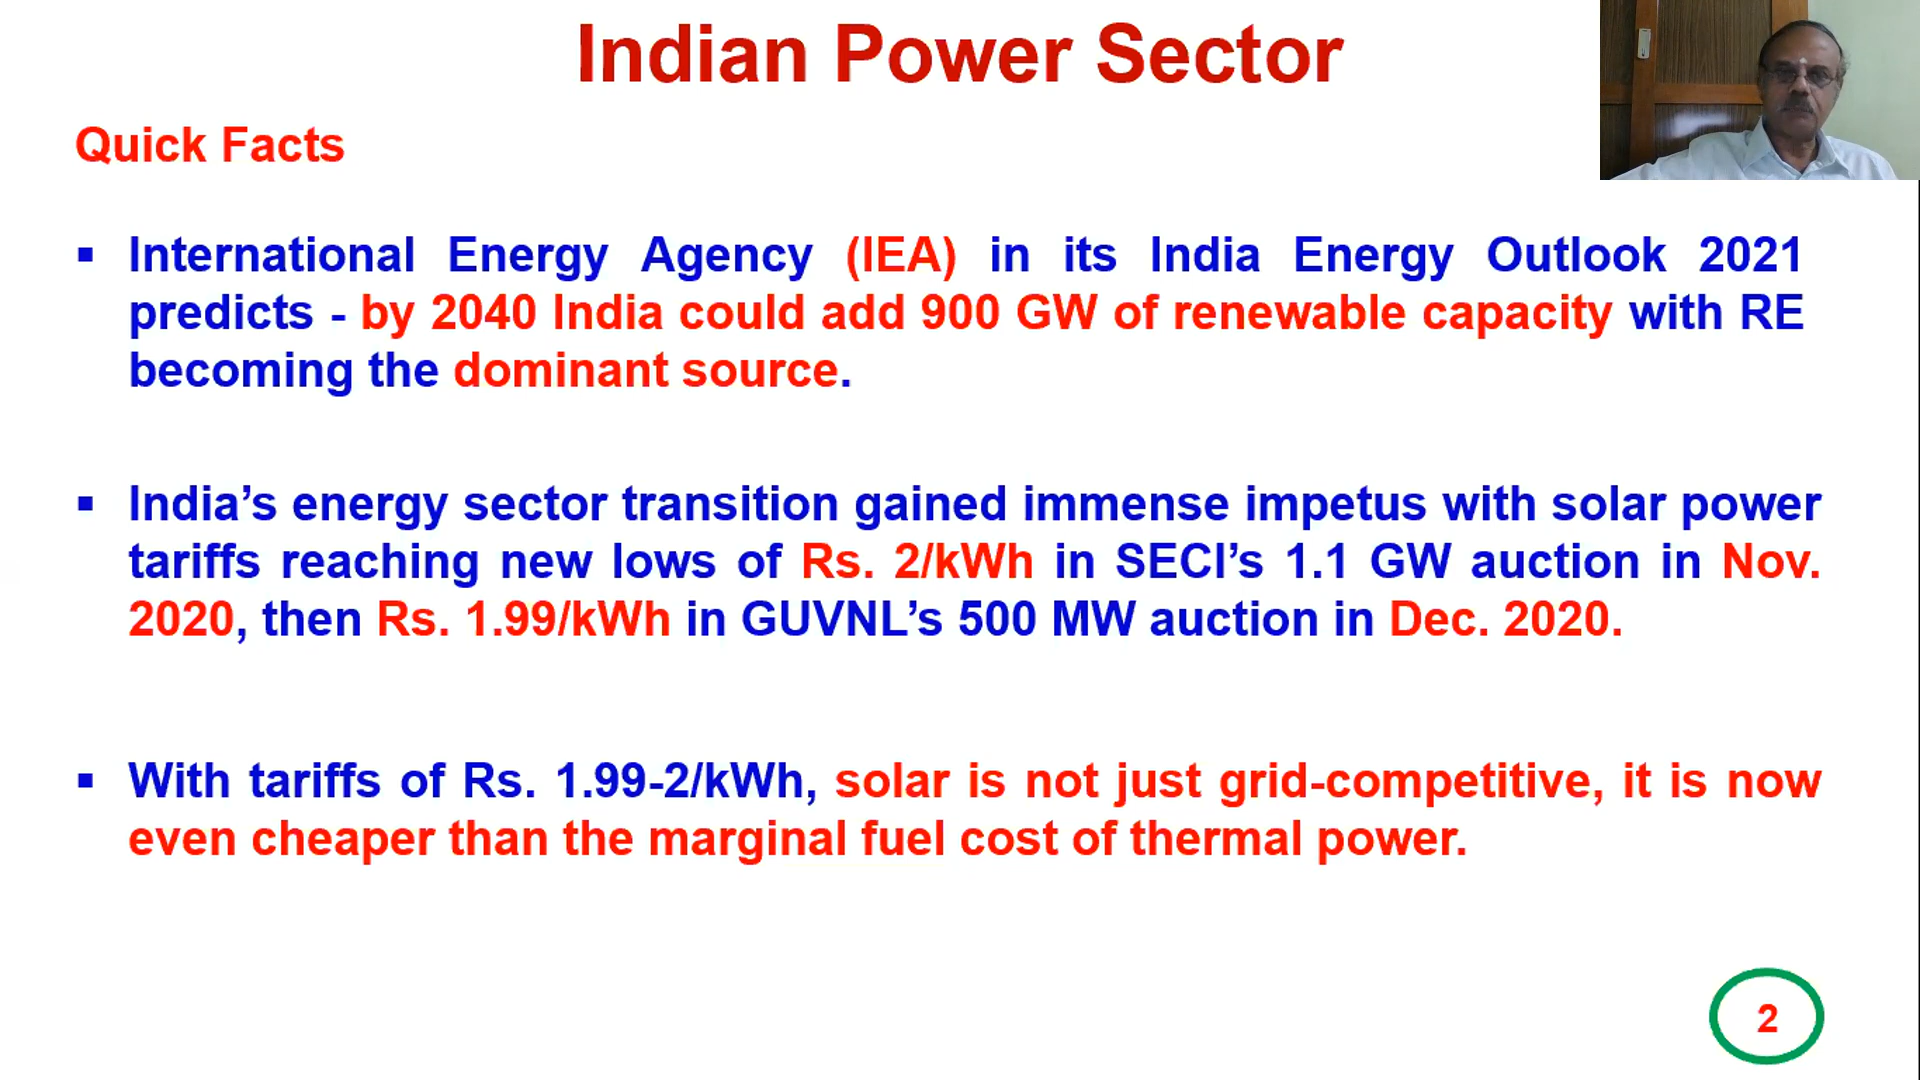 Indian Power Sector
Quick Facts
▪ International Energy Agency (IEA) in its India Energy Outlook 2021
predicts - by 2040 India could add 900 GW of renewable capacity with RE
becoming the dominant source.
▪ India’s energy sector transition gained immense impetus with solar power
tariffs reaching new lows of Rs. 2/kWh in SECI’s 1.1 GW auction in Nov.
2020, then Rs. 1.99/kWh in GUVNL’s 500 MW auction in Dec. 2020.
▪ With tariffs of Rs. 1.99-2/kWh, solar is not just grid-competitive, it is now
even cheaper than the marginal fuel cost of thermal power.
2